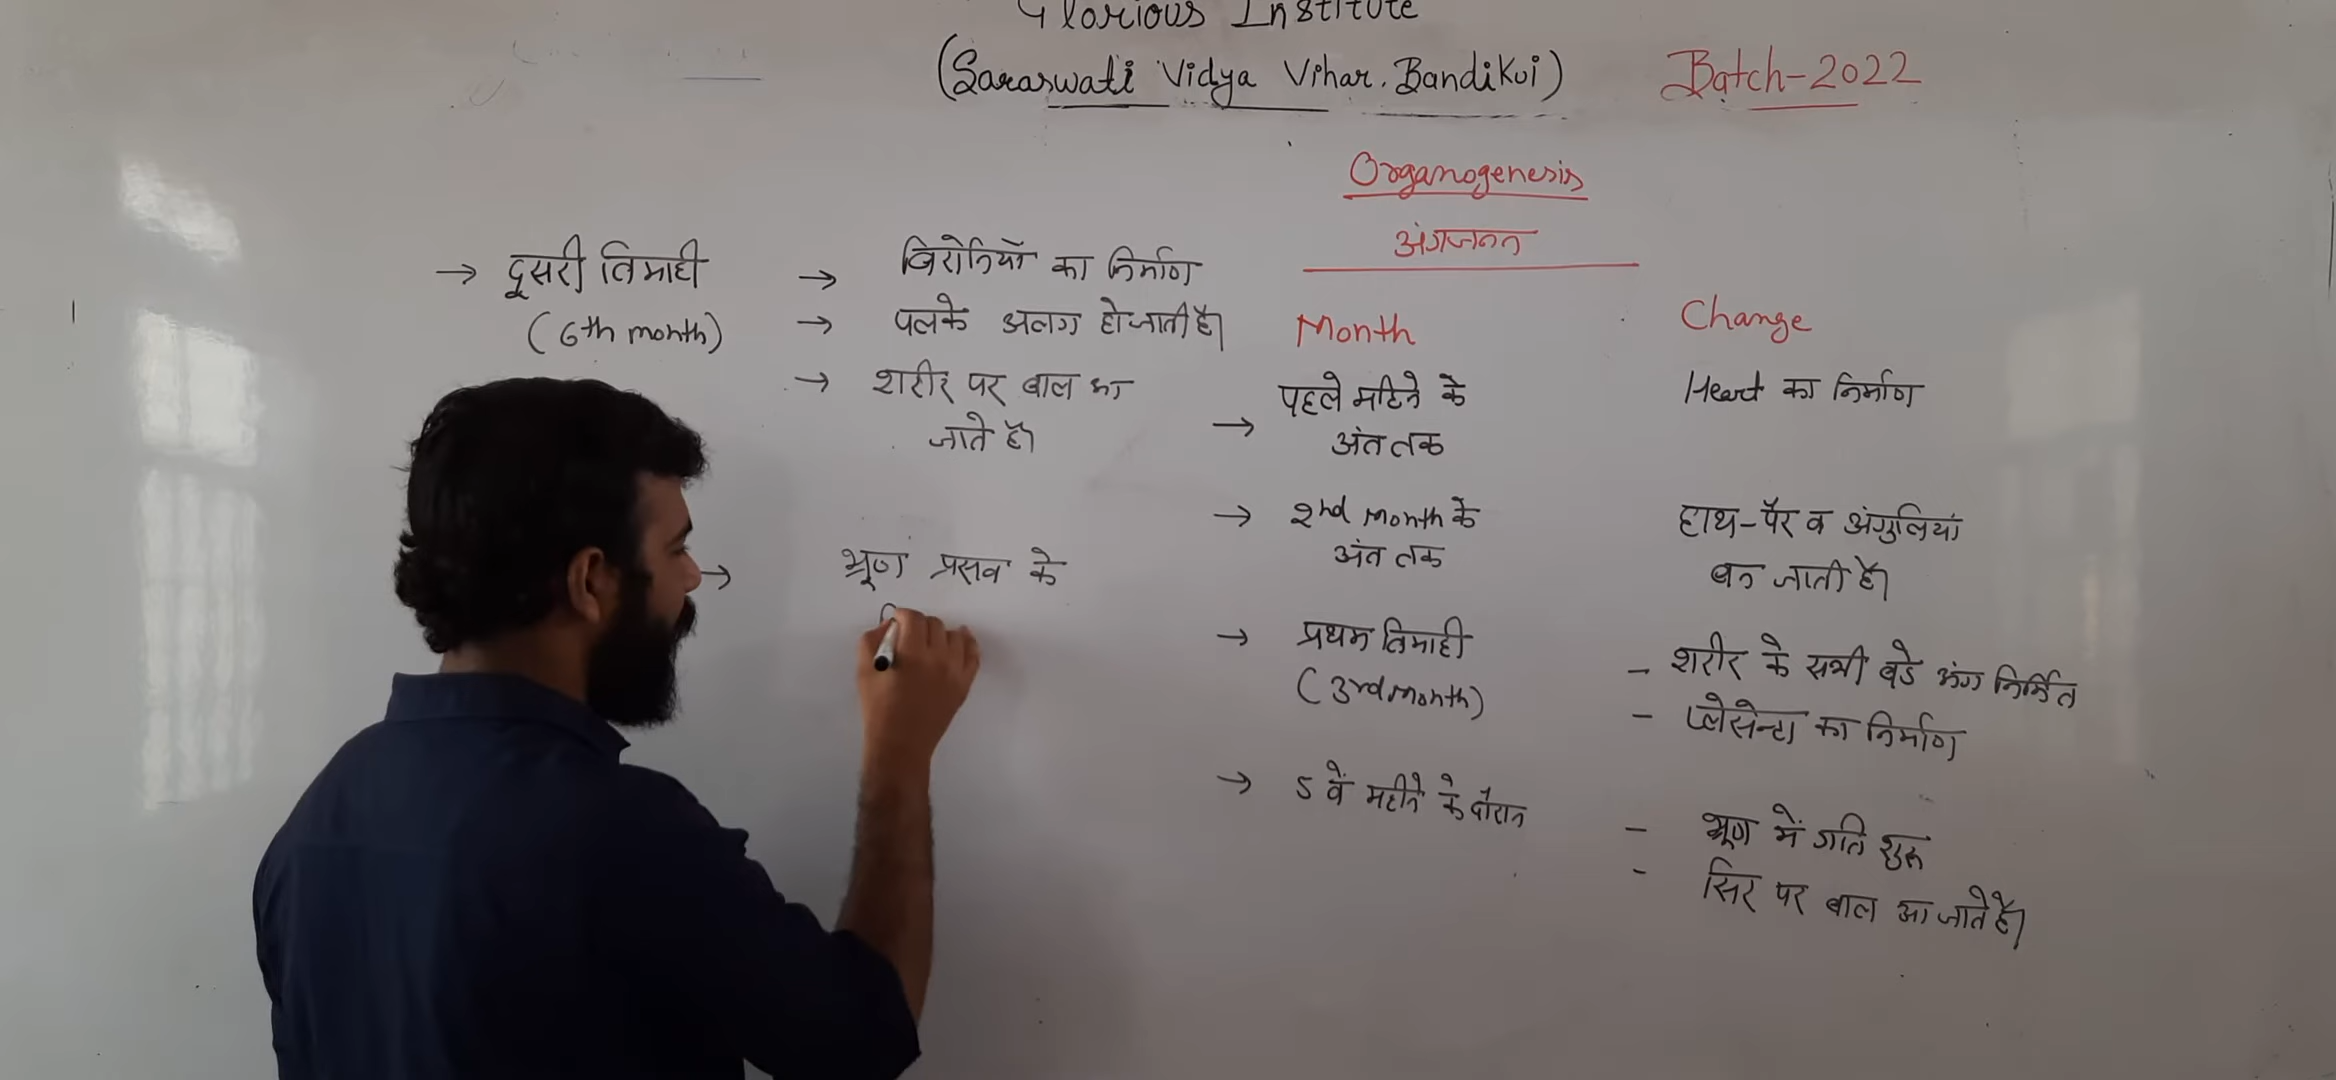 Glorious Institute
(Saraswati Vidya Vihar. Bandikui)
Batch-2022
Organogenesis
अंगजनन
Month
Change
→ पहले महिने के
अंत तक
Heart का निर्माण
→ 2nd Month के
अंत तक
हाथ-पैर व अंगुलियां
बन जाती है।
→ प्रथम तिमाही
(3rd month)
- शरीर के सभी बडे अंग निर्मित
- प्लेसेन्टा का निर्माण
→ 5 वें महीने के दौरान
- भ्रूण में गति शुरू
- सिर पर बाल आ जाते है।
→ दूसरी तिमाही
(6th month)
→ बिरोनियों का निर्माण
→ पलके अलग हो जाती है।
→ शरीर पर बाल आ
जाते है।
→ भ्रूण प्रसव के